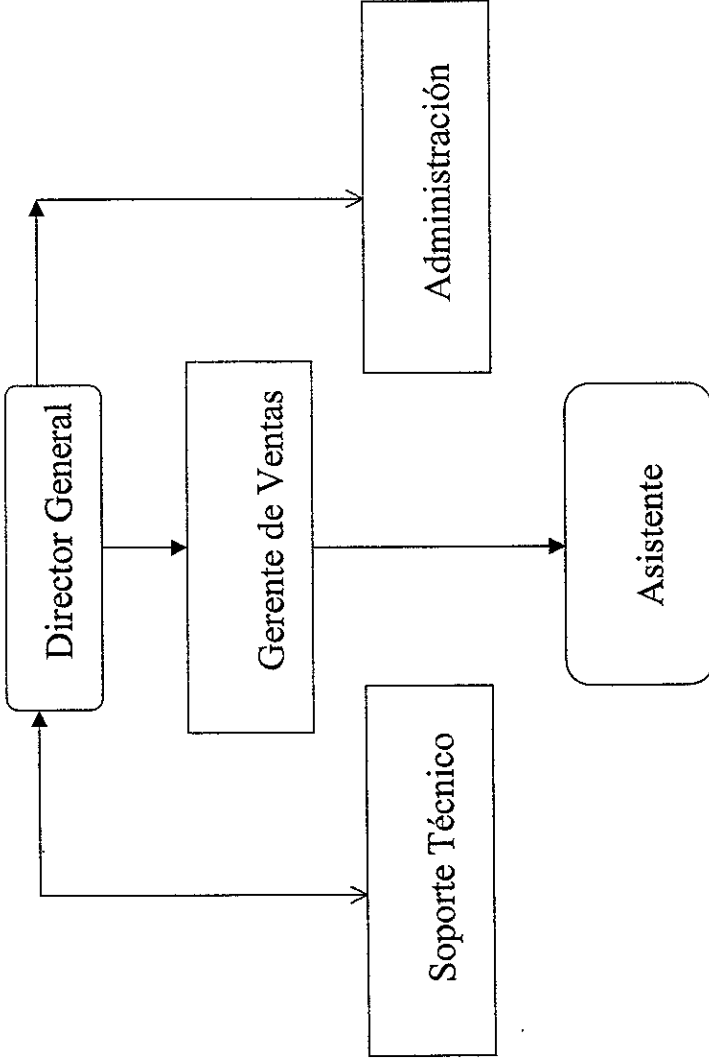 Director General
Gerente de Ventas
Soporte Técnico
Administración
Asistente